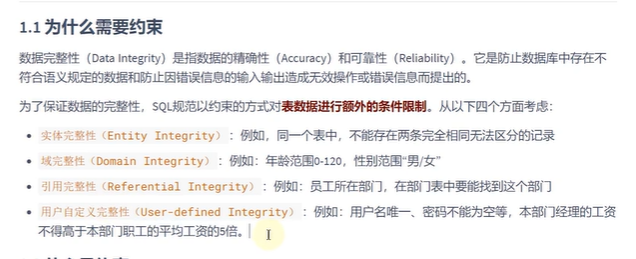 1.1 为什么需要约束
数据完整性（Data Integrity）是指数据的精确性（Accuracy）和可靠性（Reliability）。它是防止数据库中存在不
符合语义规定的数据和防止因错误信息的输入输出造成无效操作或错误信息而提出的。
为了保证数据的完整性，SQL规范以约束的方式对表数据进行额外的条件限制。从以下四个方面考虑：
• 实体完整性（Entity Integrity）：例如，同一个表中，不能存在两条完全相同无法区分的记录
• 域完整性（Domain Integrity）：例如：年龄范围0-120，性别范围“男/女”
• 引用完整性（Referential Integrity）：例如：员工所在部门，在部门表中要能找到这个部门
• 用户自定义完整性（User-defined Integrity）：例如：用户名唯一、密码不能为空等，本部门经理的工资
不得高于本部门职工的平均工资的5倍。